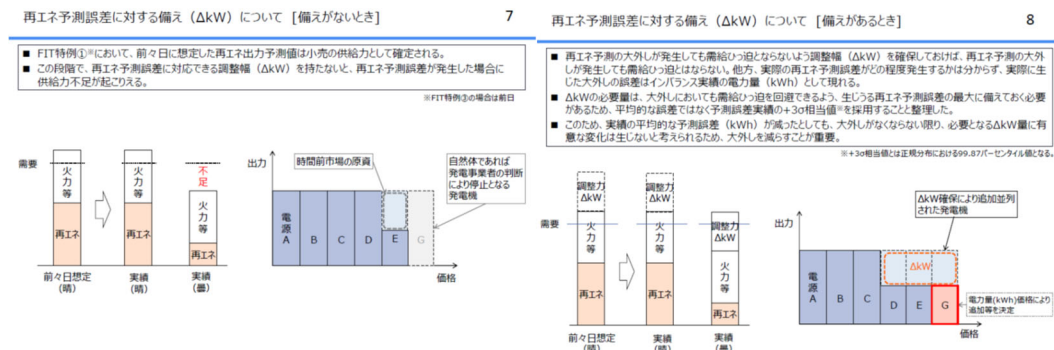 再エネ予測誤差に対する備え（ΔkW）について [備えがないとき]
7
■ FIT特例①※において、前々日に想定した再エネ出力予測値は小売の供給力として確定される。
■ この段階で、再エネ予測誤差に対応できる調整幅（ΔkW）を持たないと、再エネ予測誤差が発生した場合に
供給力不足が起こりえる。
※FIT特例③の場合は前日
需要
火力等
再エネ
前々日想定
（晴）
火力等
再エネ
実績
（晴）
不足
火力等
再エネ
実績
（曇）
出力
時間前市場の原資
自然体であれば
発電事業者の判断
により停止となる
発電機
電源A
B
C
D
E
G
価格
再エネ予測誤差に対する備え（ΔkW）について [備えがあるとき]
8
■ 再エネ予測の大外しが発生しても需給ひっ迫とならないよう調整幅（ΔkW）を確保しておけば、再エネ予測の大外
しが発生しても需給ひっ迫とはならない。他方、実際の再エネ予測誤差がどの程度発生するかは分からず、実際に生
じた大外しの誤差はインバランス実績の電力量（kWh）として現れる。
■ ΔkWの必要量は、大外しにおいても需給ひっ迫を回避できるよう、生じうる再エネ予測誤差の最大に備えておく必要
があるため、平均的な誤差ではなく予測誤差実績の+3σ相当値※を採用することと整理した。
■ このため、実績の平均的な予測誤差（kWh）が減ったとしても、大外しがなくならない限り、必要となるΔkW量に有
意な変化は生じないと考えられるため、大外しを減らすことが重要。
※+3σ相当値とは正規分布における99.87パーセンタイル値となる。
需要
調整力
ΔkW
火力等
再エネ
前々日想定
（晴）
調整力
ΔkW
火力等
再エネ
実績
（晴）
調整力
ΔkW
火力等
再エネ
実績
（曇）
出力
ΔkW確保により追加並列
された発電機
電源A
B
C
ΔkW
D
E
G
電力量(kWh)価格により
追加等を決定
価格